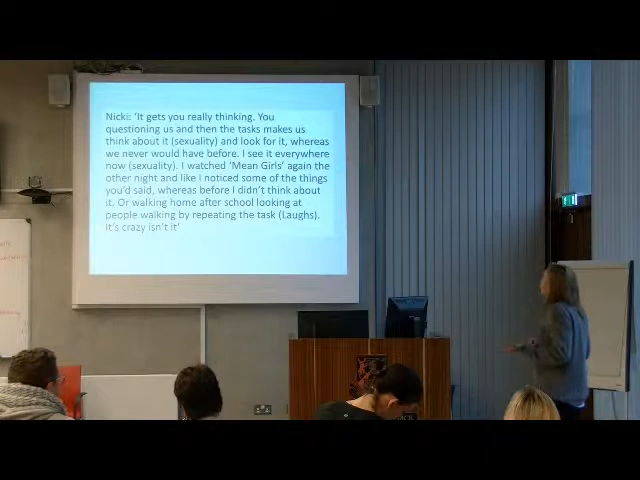 Nicki: 'It gets you really thinking. You
questioning us and then the tasks makes us
think about it (sexuality) and look for it, whereas
we never would have before. I see it everywhere
now (sexuality). I watched 'Mean Girls' again the
other night and like I noticed some of the things
you'd said, whereas before I didn't think about
it. Or walking home after school looking at
people walking by repeating the task (Laughs).
It's crazy isn't it'